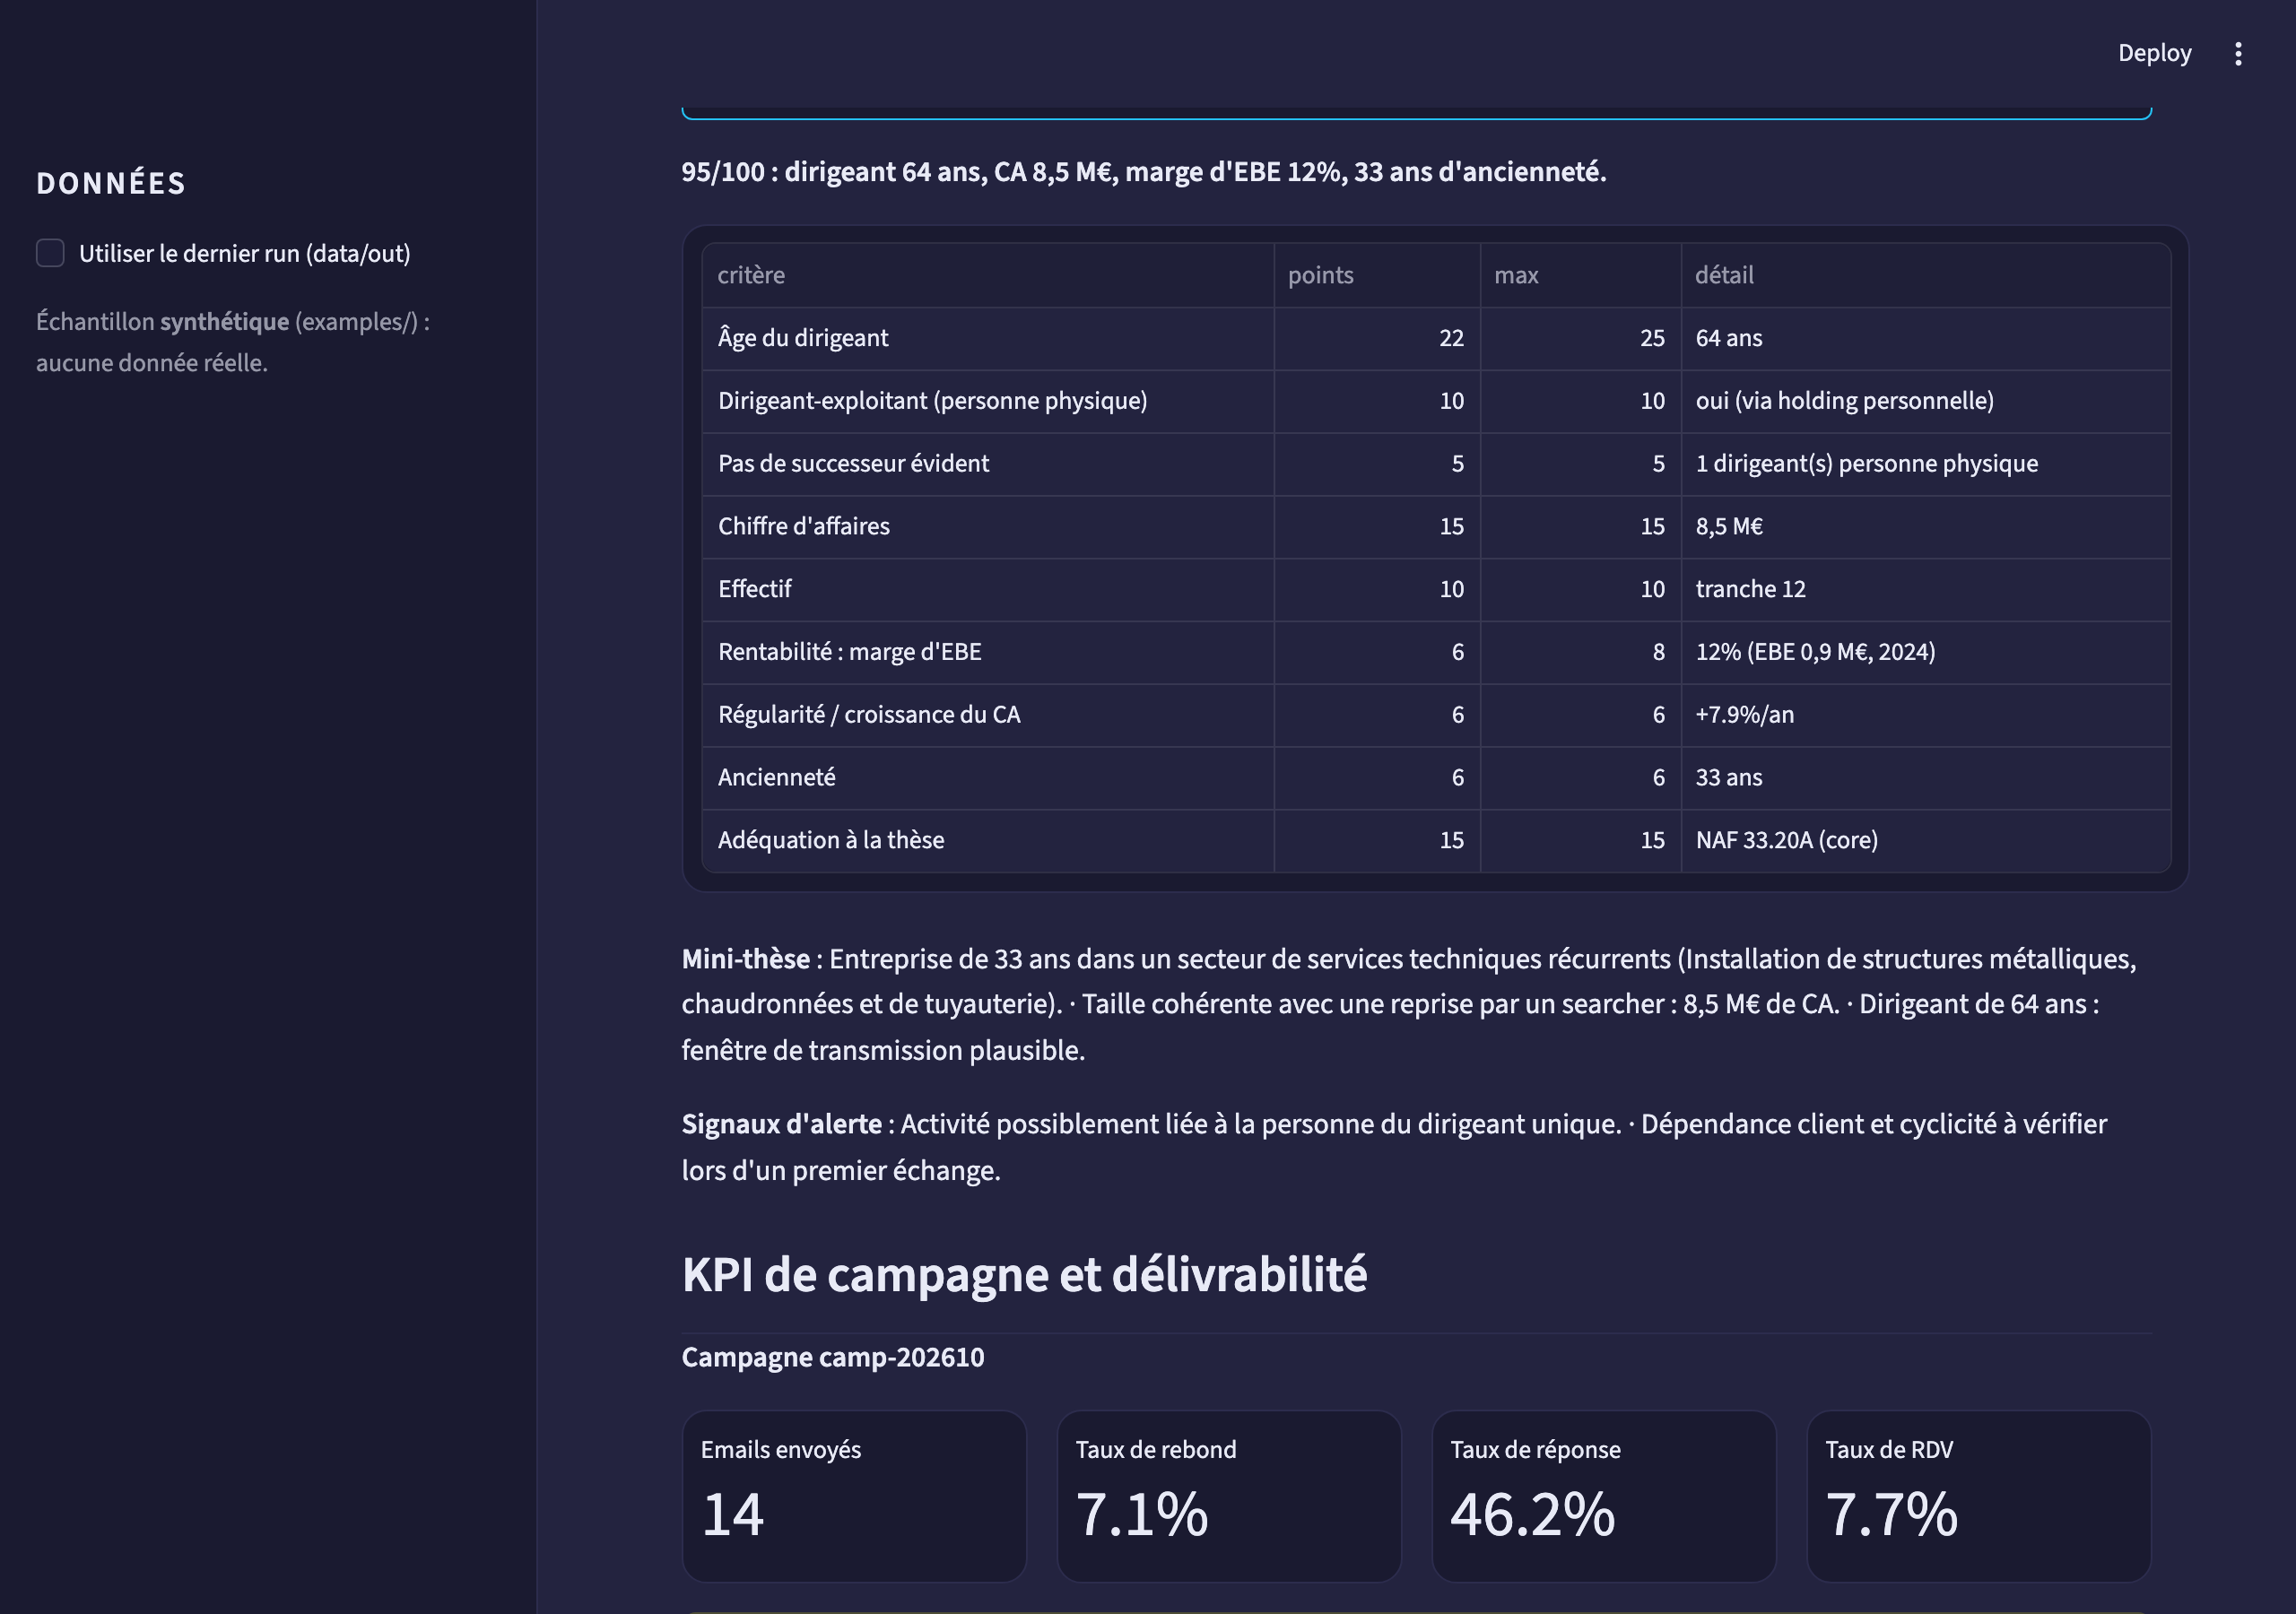 Deploy
DONNÉES
Utiliser le dernier run (data/out)
Échantillon synthétique (examples/) :
aucune donnée réelle.
95/100 : dirigeant 64 ans, CA 8,5 M€, marge d'EBE 12%, 33 ans d'ancienneté.
critère points max détail
Âge du dirigeant 22 25 64 ans
Dirigeant-exploitant (personne physique) 10 10 oui (via holding personnelle)
Pas de successeur évident 5 5 1 dirigeant(s) personne physique
Chiffre d'affaires 15 15 8,5 M€
Effectif 10 10 tranche 12
Rentabilité : marge d'EBE 6 8 12% (EBE 0,9 M€, 2024)
Régularité / croissance du CA 6 6 +7.9%/an
Ancienneté 6 6 33 ans
Adéquation à la thèse 15 15 NAF 33.20A (core)
Mini-thèse : Entreprise de 33 ans dans un secteur de services techniques récurrents (Installation de structures métalliques,
chaudronnées et de tuyauterie). · Taille cohérente avec une reprise par un searcher : 8,5 M€ de CA. · Dirigeant de 64 ans :
fenêtre de transmission plausible.
Signaux d'alerte : Activité possiblement liée à la personne du dirigeant unique. · Dépendance client et cyclicité à vérifier
lors d'un premier échange.
KPI de campagne et délivrabilité
Campagne camp-202610
Emails envoyés Taux de rebond Taux de réponse Taux de RDV
14 7.1% 46.2% 7.7%